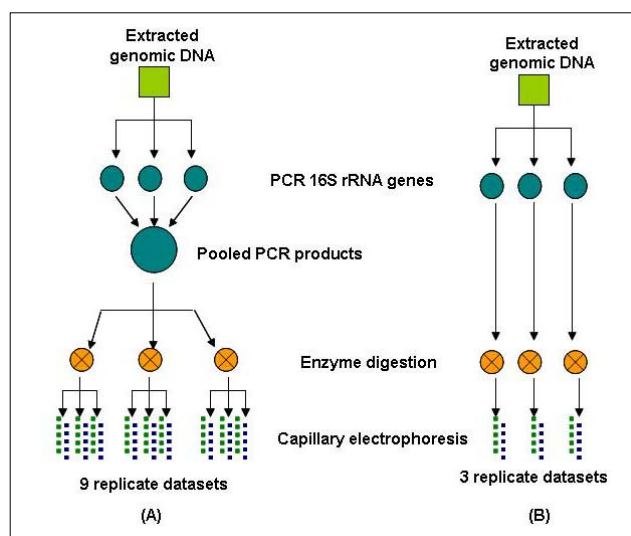 Extracted
genomic DNA
Extracted
genomic DNA
PCR 16S rRNA genes
Pooled PCR products
Enzyme digestion
Capillary electrophoresis
9 replicate datasets
3 replicate datasets
(A)
(B)